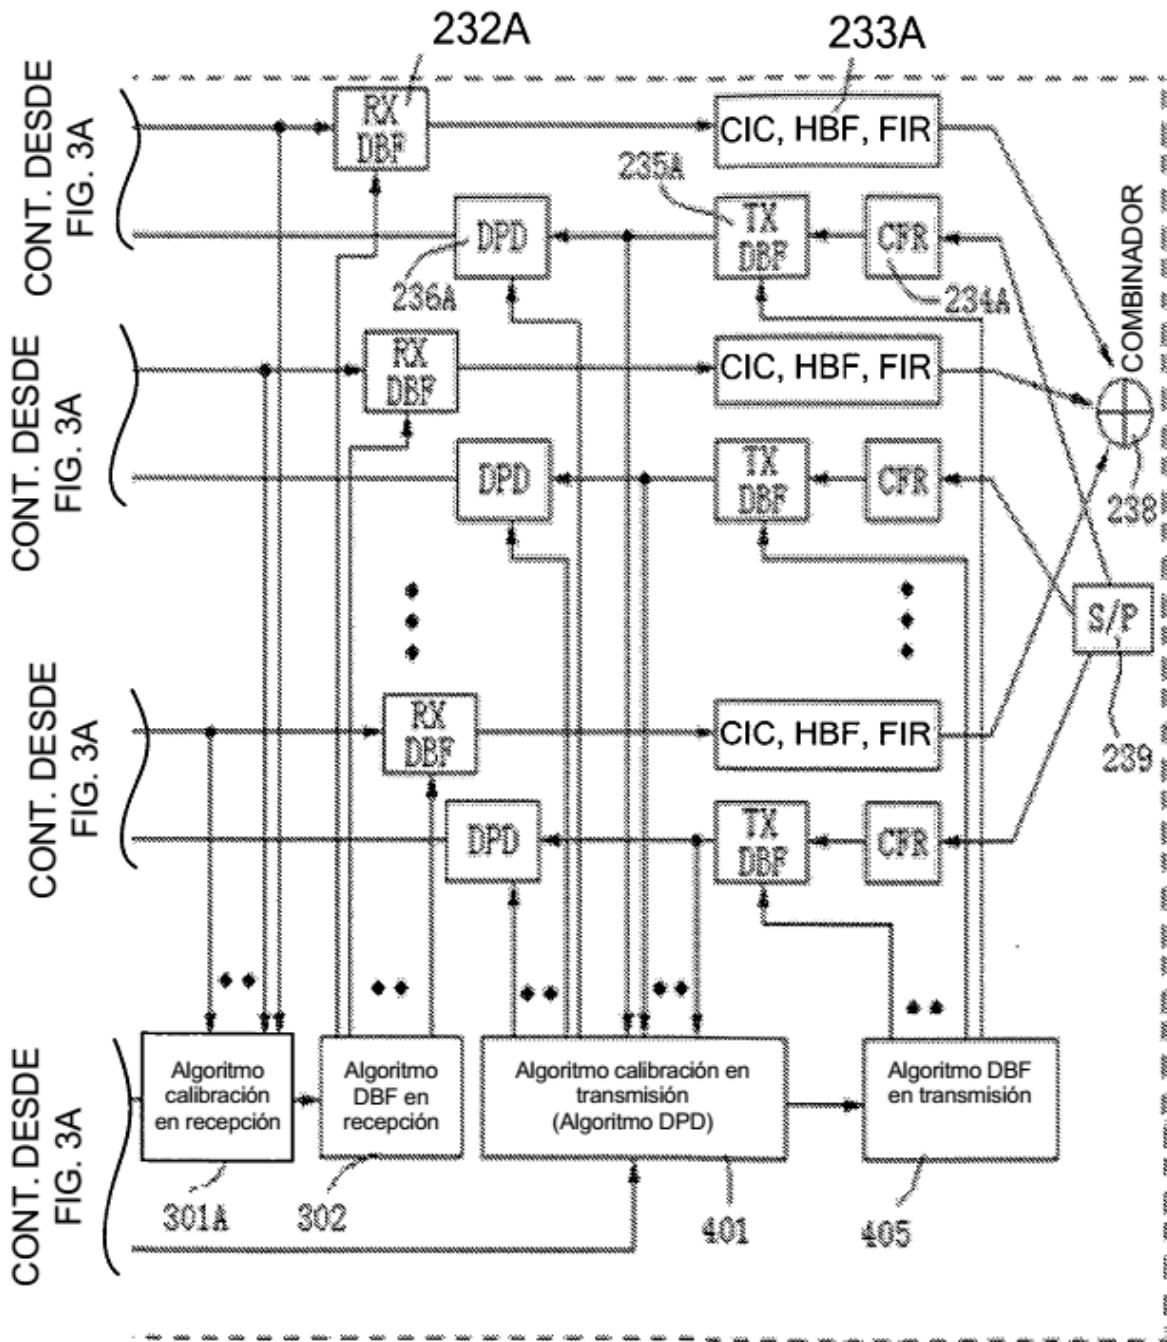 232A
233A
CONT. DESDE
FIG. 3A
RX
DBF
CIC, HBF, FIR
235A
DPD
TX
DBF
CFR
236A
234A
COMBINADOR
CONT. DESDE
FIG. 3A
RX
DBF
CIC, HBF, FIR
DPD
TX
DBF
CFR
238
S/P
239
CONT. DESDE
FIG. 3A
RX
DBF
CIC, HBF, FIR
DPD
TX
DBF
CFR
CONT. DESDE
FIG. 3A
Algoritmo
calibración
en recepción
Algoritmo
DBF en
recepción
Algoritmo calibración en
transmisión
(Algoritmo DPD)
Algoritmo DBF
en transmisión
301A
302
401
405